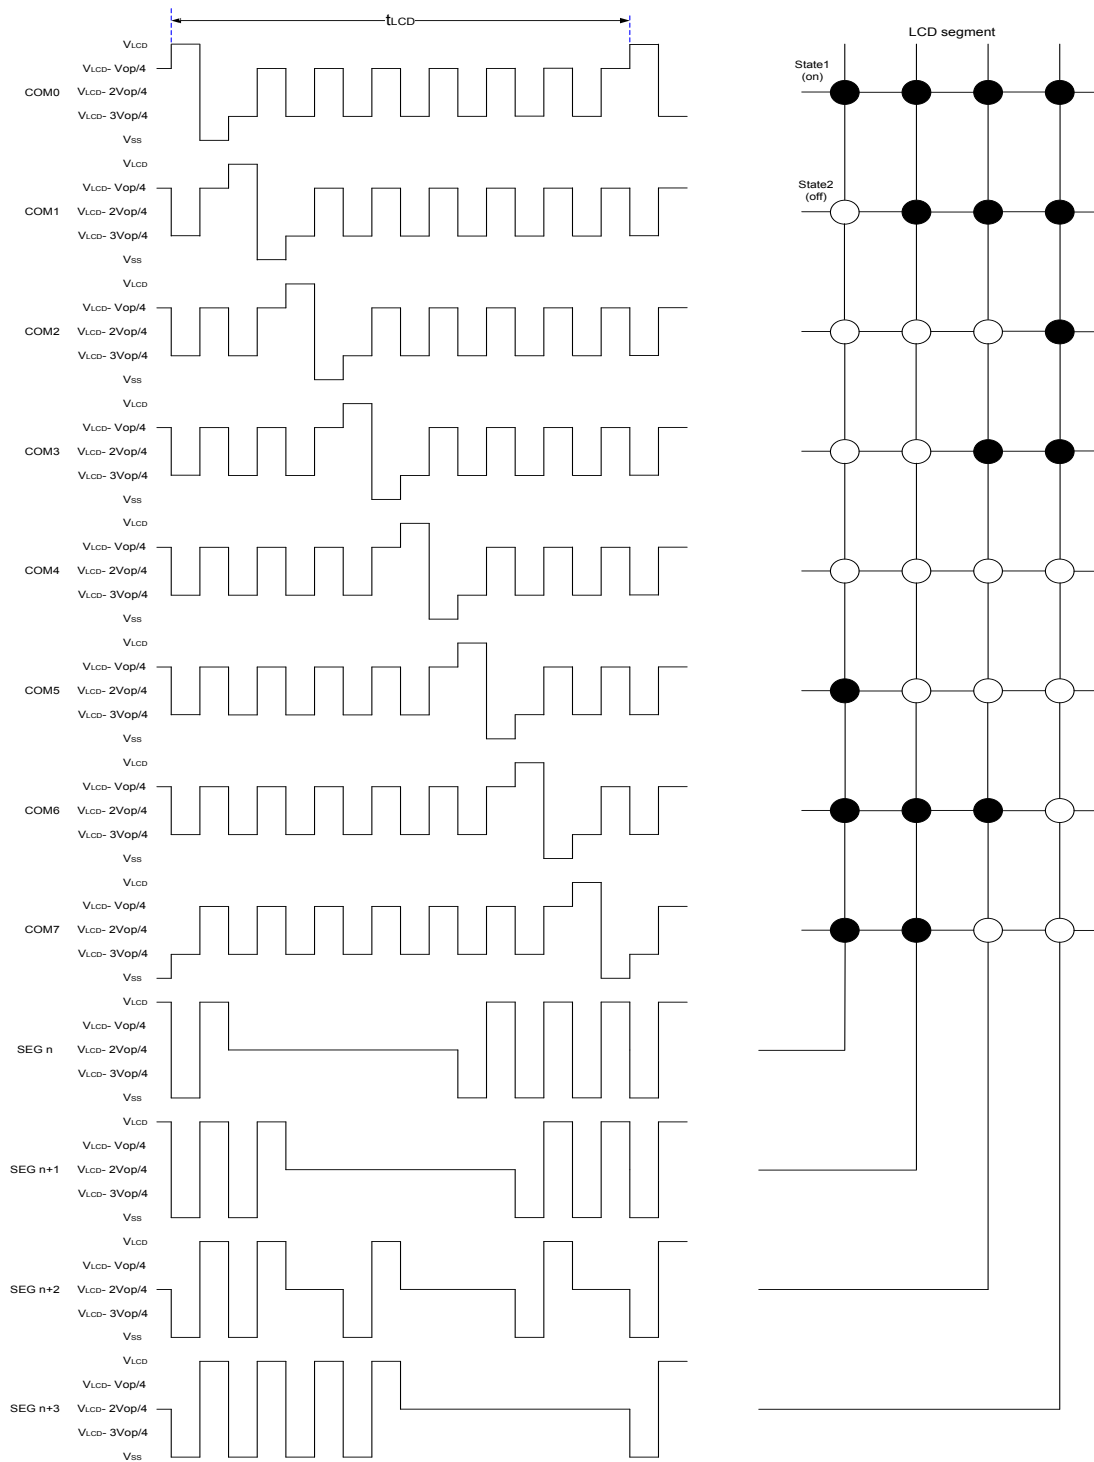 tLCD
LCD segment
State1
(on)
State2
(off)
VLCD
VLCD- Vop/4
COM0 VLCD- 2Vop/4
VLCD- 3Vop/4
VSS
VLCD
VLCD- Vop/4
COM1 VLCD- 2Vop/4
VLCD- 3Vop/4
VSS
VLCD
VLCD- Vop/4
COM2 VLCD- 2Vop/4
VLCD- 3Vop/4
VSS
VLCD
VLCD- Vop/4
COM3 VLCD- 2Vop/4
VLCD- 3Vop/4
VSS
VLCD
VLCD- Vop/4
COM4 VLCD- 2Vop/4
VLCD- 3Vop/4
VSS
VLCD
VLCD- Vop/4
COM5 VLCD- 2Vop/4
VLCD- 3Vop/4
VSS
VLCD
VLCD- Vop/4
COM6 VLCD- 2Vop/4
VLCD- 3Vop/4
VSS
VLCD
VLCD- Vop/4
COM7 VLCD- 2Vop/4
VLCD- 3Vop/4
VSS
VLCD
VLCD- Vop/4
SEG n VLCD- 2Vop/4
VLCD- 3Vop/4
VSS
VLCD
VLCD- Vop/4
SEG n+1 VLCD- 2Vop/4
VLCD- 3Vop/4
VSS
VLCD
VLCD- Vop/4
SEG n+2 VLCD- 2Vop/4
VLCD- 3Vop/4
VSS
VLCD
VLCD- Vop/4
SEG n+3 VLCD- 2Vop/4
VLCD- 3Vop/4
VSS